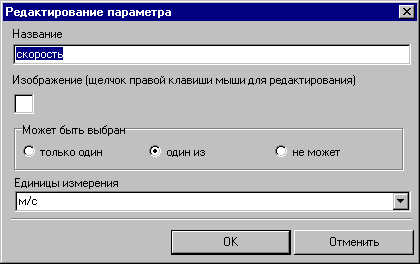 Редактирование параметра
Название
скорость
Изображение (щелчок правой клавиши мыши для редактирования)
Может быть выбран
только один один из не может
Единицы измерения
м/с
OK Отменить